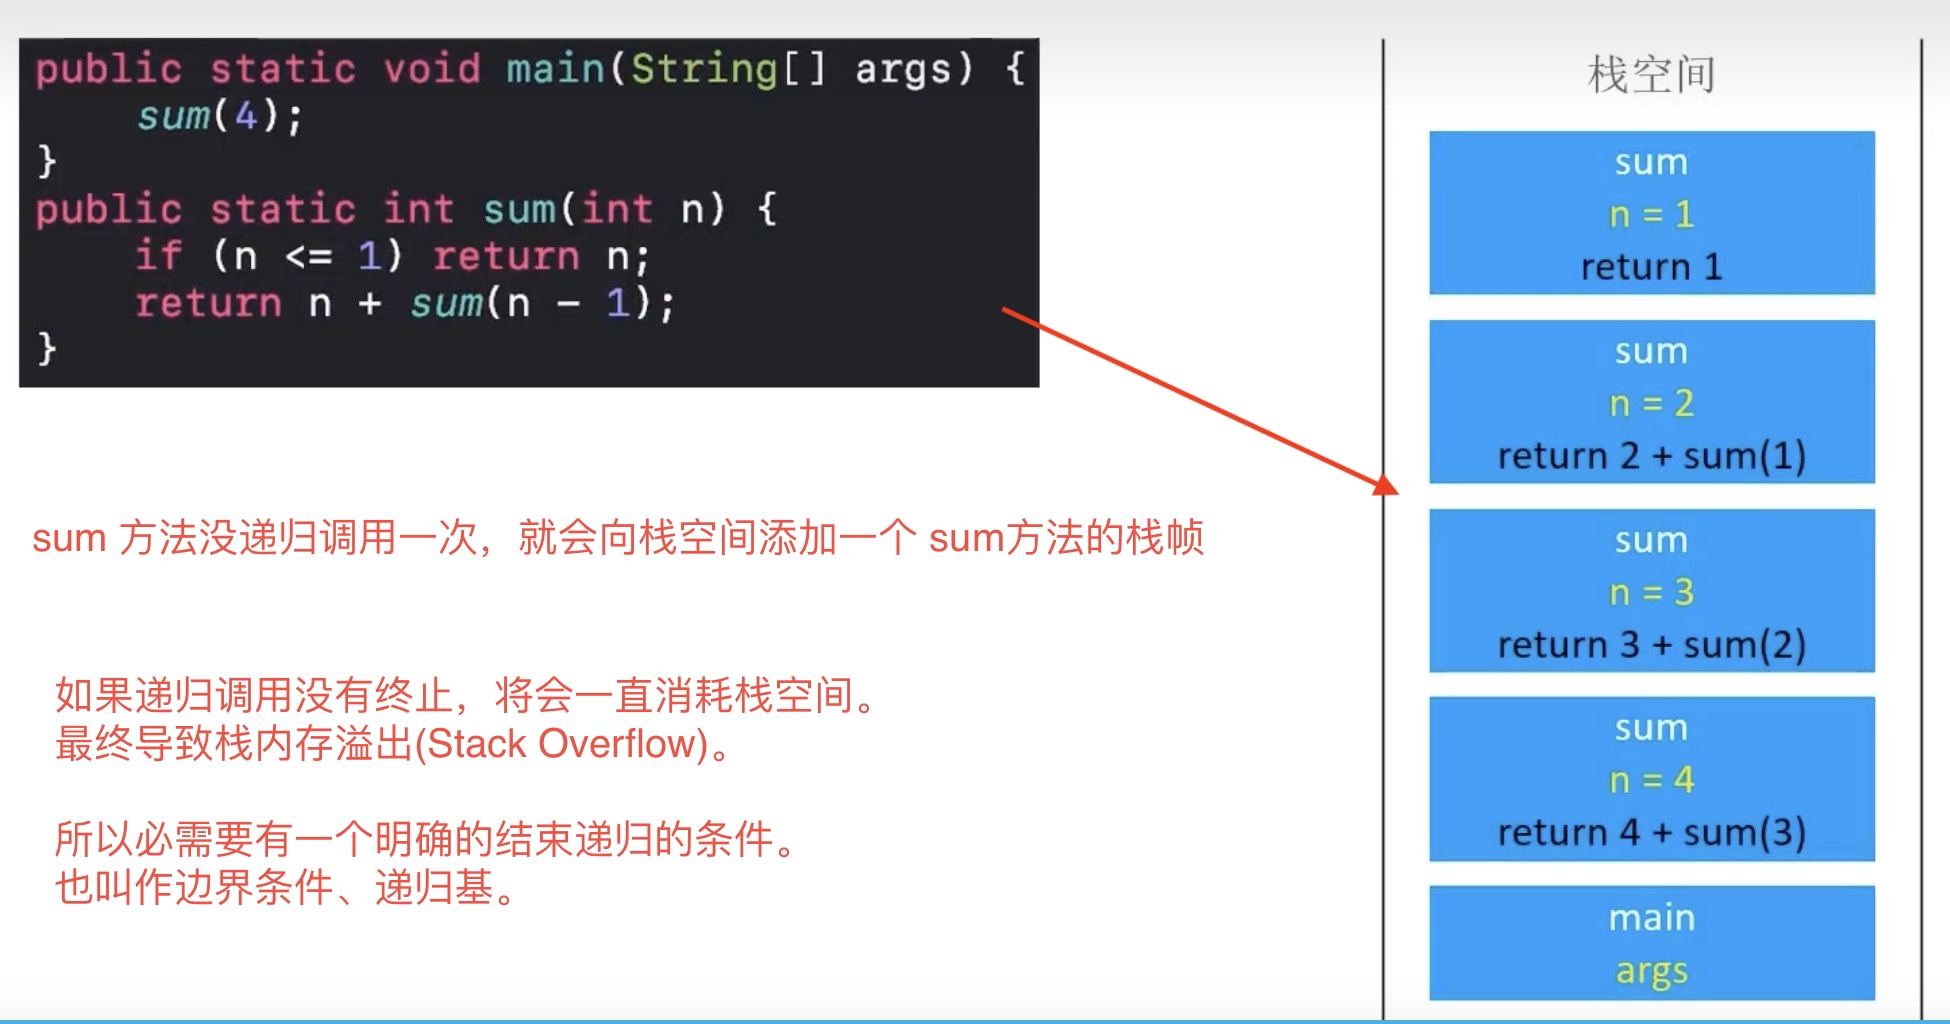 public static void main(String[] args) {
    sum(4);
}
public static int sum(int n) {
    if (n <= 1) return n;
    return n + sum(n - 1);
}
sum 方法没递归调用一次，就会向栈空间添加一个 sum方法的栈帧
如果递归调用没有终止，将会一直消耗栈空间。
最终导致栈内存溢出(Stack Overflow)。
所以必需要有一个明确的结束递归的条件。
也叫作边界条件、递归基。
栈空间
sum
n = 1
return 1
sum
n = 2
return 2 + sum(1)
sum
n = 3
return 3 + sum(2)
sum
n = 4
return 4 + sum(3)
main
args